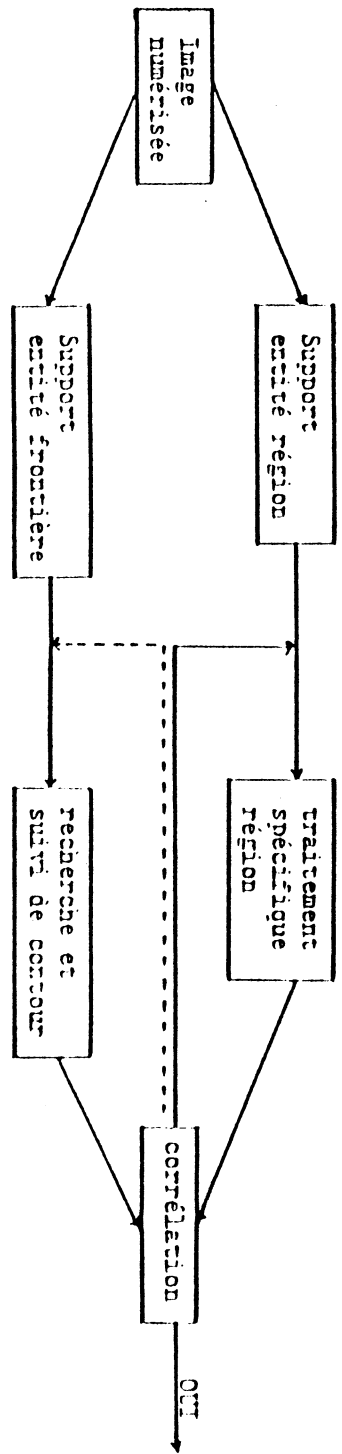 Image
numérisée
Support
entité région
Support
entité frontière
traitement
spécifique
région
recherche et
suivi de contour
corrélation
OUI